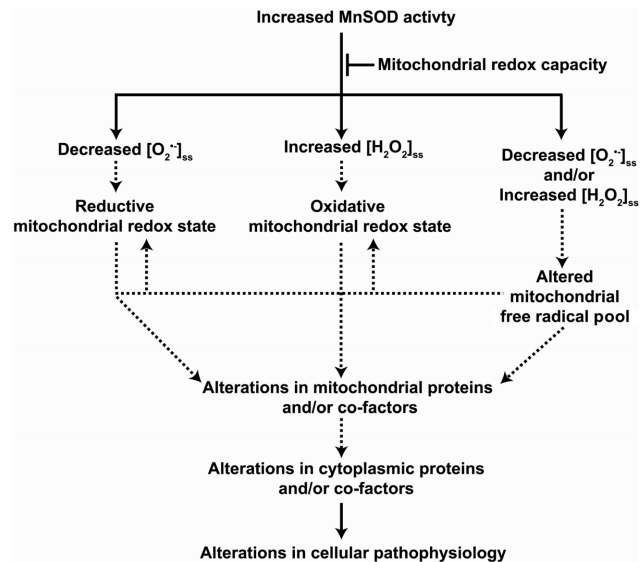 Increased MnSOD activty
Mitochondrial redox capacity
Decreased [O₂•-]ss
Increased [H₂O₂]ss
Decreased [O₂•-]ss
and/or
Increased [H₂O₂]ss
Reductive
mitochondrial redox state
Oxidative
mitochondrial redox state
Altered
mitochondrial
free radical pool
Alterations in mitochondrial proteins
and/or co-factors
Alterations in cytoplasmic proteins
and/or co-factors
Alterations in cellular pathophysiology